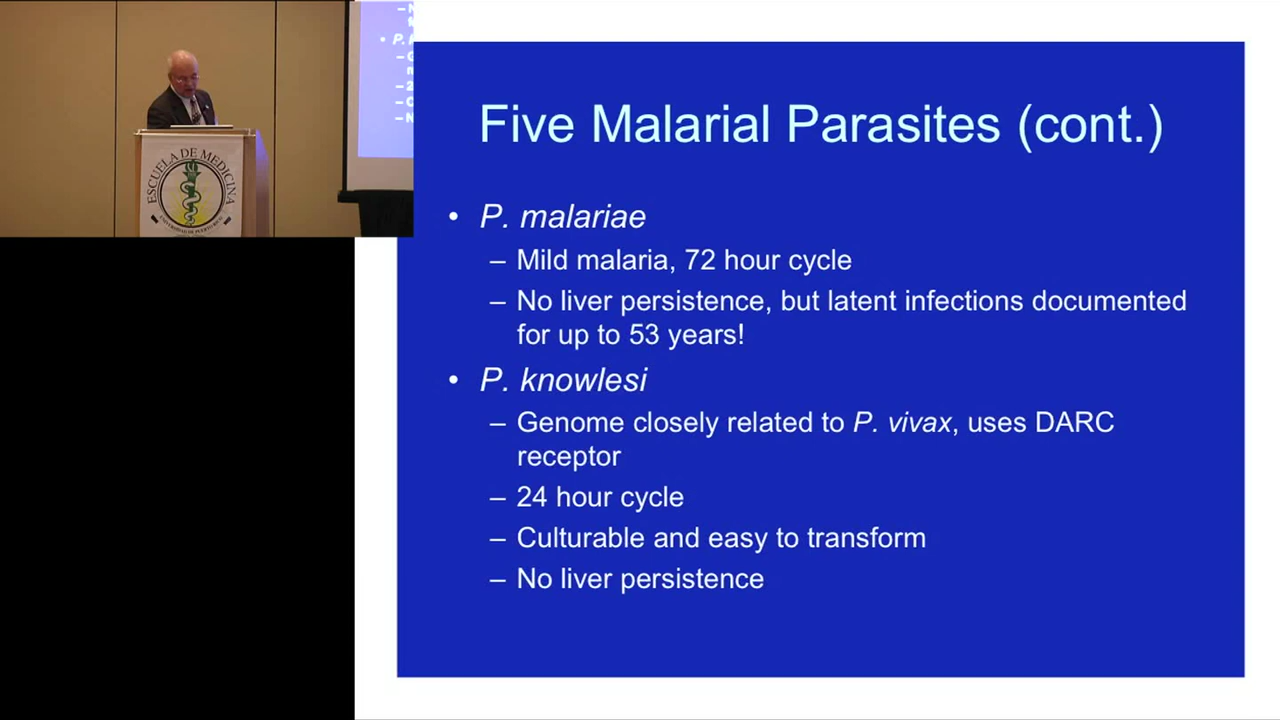 Five Malarial Parasites (cont.)
• P. malariae
– Mild malaria, 72 hour cycle
– No liver persistence, but latent infections documented
for up to 53 years!
• P. knowlesi
– Genome closely related to P. vivax, uses DARC
receptor
– 24 hour cycle
– Culturable and easy to transform
– No liver persistence
ESCUELA DE MEDICINA